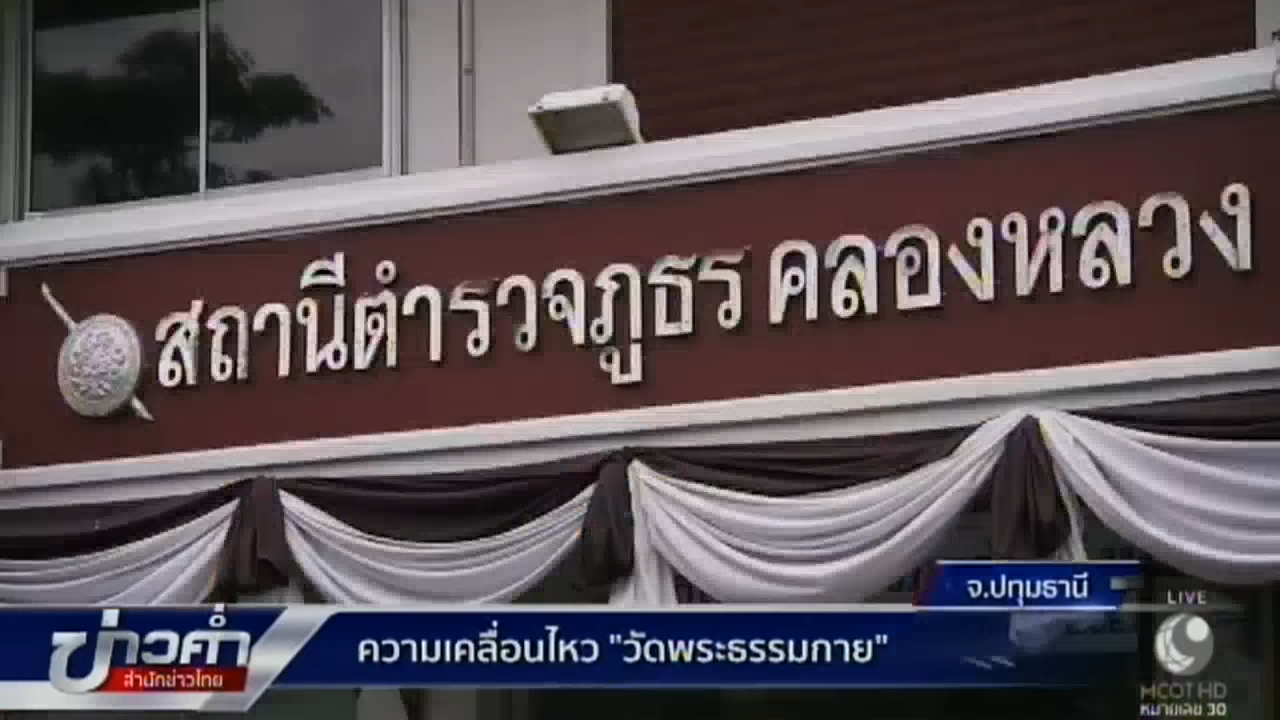 สถานีตำรวจภูธร คลองหลวง
จ.ปทุมธานี
LIVE
ข่าวค่ำ
สำนักข่าวไทย
ความเคลื่อนไหว "วัดพระธรรมกาย"
MCOT HD
หมายเลข 30